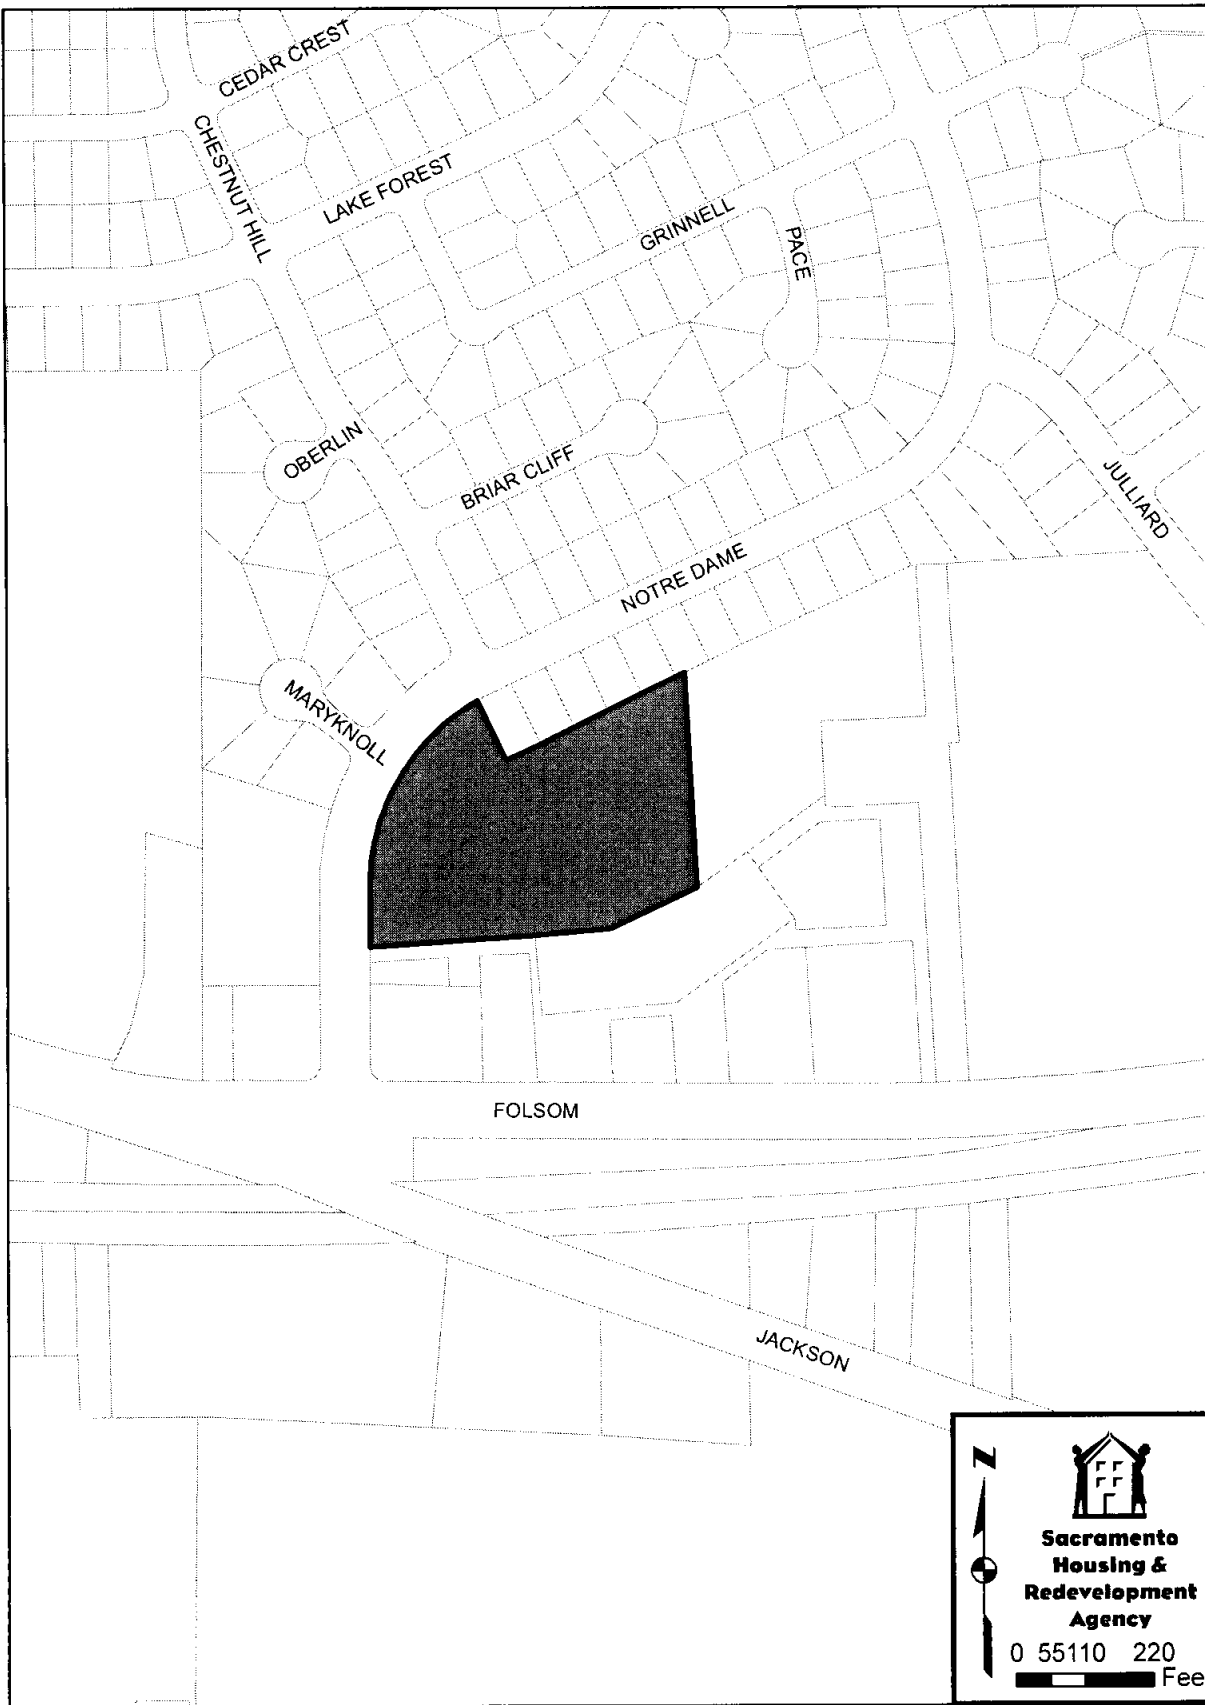 CEDAR CREST
CHESTNUT HILL
LAKE FOREST
GRINNELL
PACE
OBERLIN
BRIAR CLIFF
JULLIARD
NOTRE DAME
MARYKNOLL
FOLSOM
JACKSON
N
Sacramento
Housing &
Redevelopment
Agency
0 55110 220
Fee